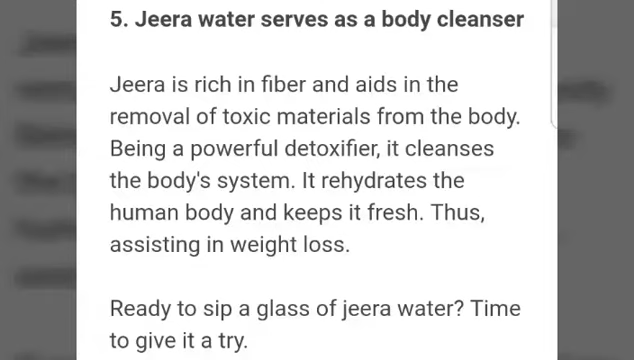 5. Jeera water serves as a body cleanser
Jeera is rich in fiber and aids in the
removal of toxic materials from the body.
Being a powerful detoxifier, it cleanses
the body's system. It rehydrates the
human body and keeps it fresh. Thus,
assisting in weight loss.
Ready to sip a glass of jeera water? Time
to give it a try.